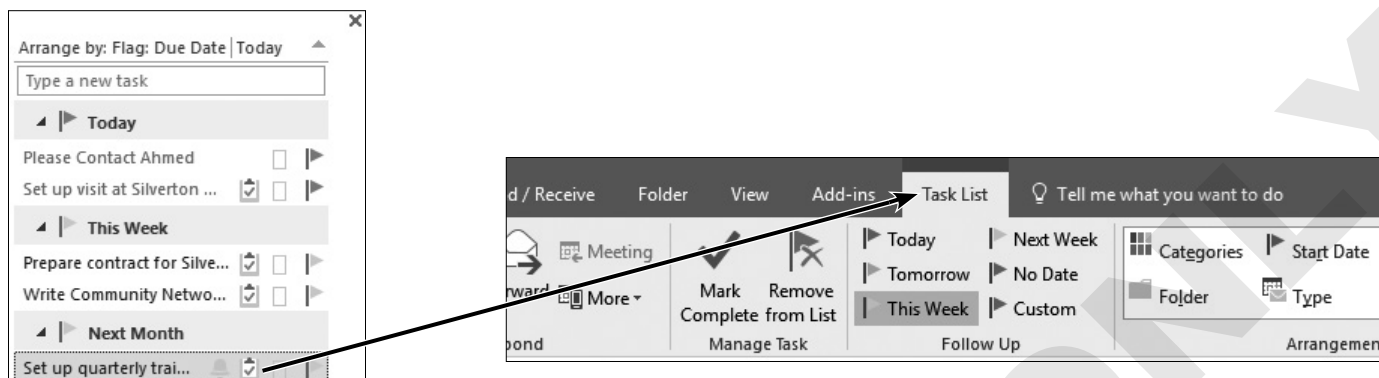 Arrange by: Flag: Due Date Today
Type a new task
Today
Please Contact Ahmed
Set up visit at Silverton ...
This Week
Prepare contract for Silve...
Write Community Netwo...
Next Month
Set up quarterly trai...
d / Receive Folder View Add-ins Task List Tell me what you want to do
Meeting
rward More
Mark Complete
Remove from List
Today Next Week
Tomorrow No Date
This Week Custom
Categories Start Date
Folder Type
pond Manage Task Follow Up Arrangemen
ONLY